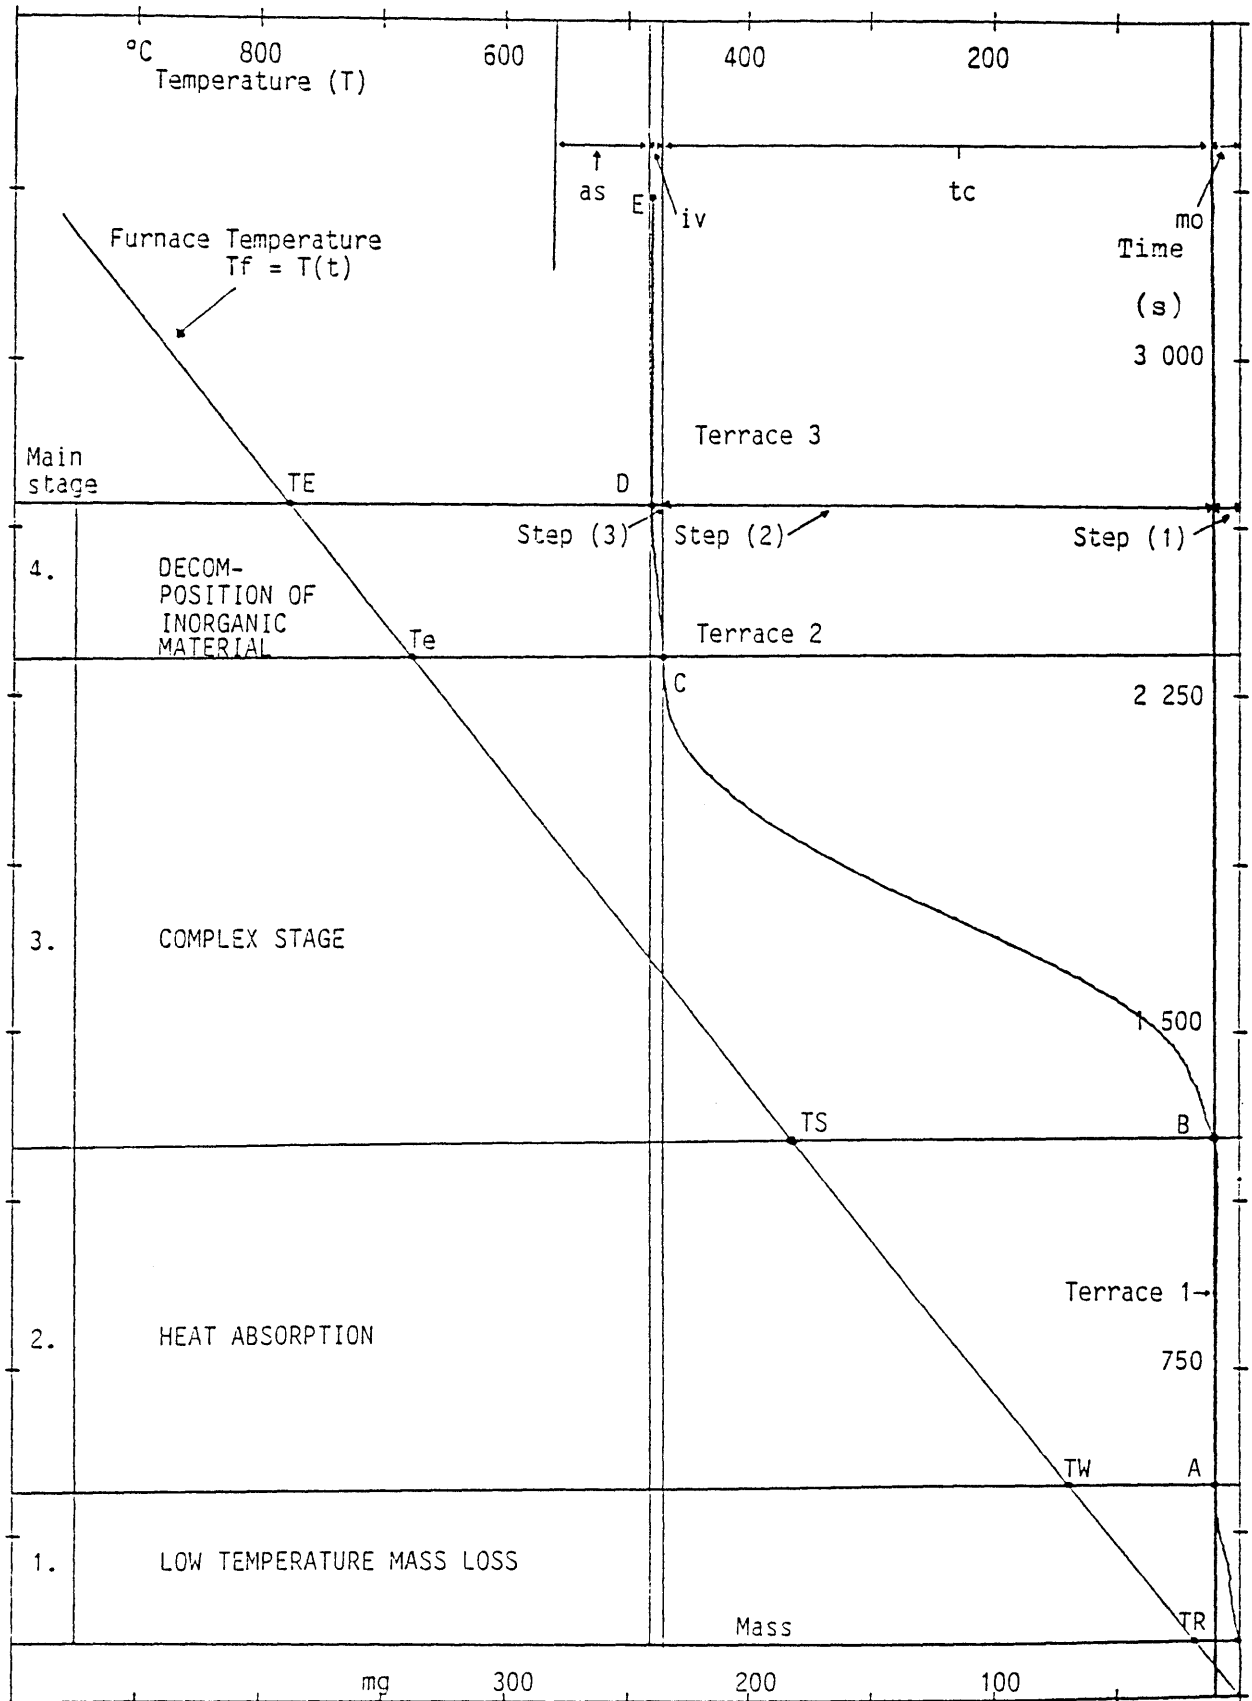 °C 800 600 400 200
Temperature (T)
as
E
iv
tc
mo
Time
(s)
Furnace Temperature
Tf = T(t)
3 000
Terrace 3
Main
stage
TE
D
Step (3)
Step (2)
Step (1)
4.
DECOM-
POSITION OF
INORGANIC
MATERIAL
Te
Terrace 2
C
2 250
3.
COMPLEX STAGE
1 500
TS
B
Terrace 1
2.
HEAT ABSORPTION
750
TW
A
1.
LOW TEMPERATURE MASS LOSS
Mass
TR
mg 300 200 100